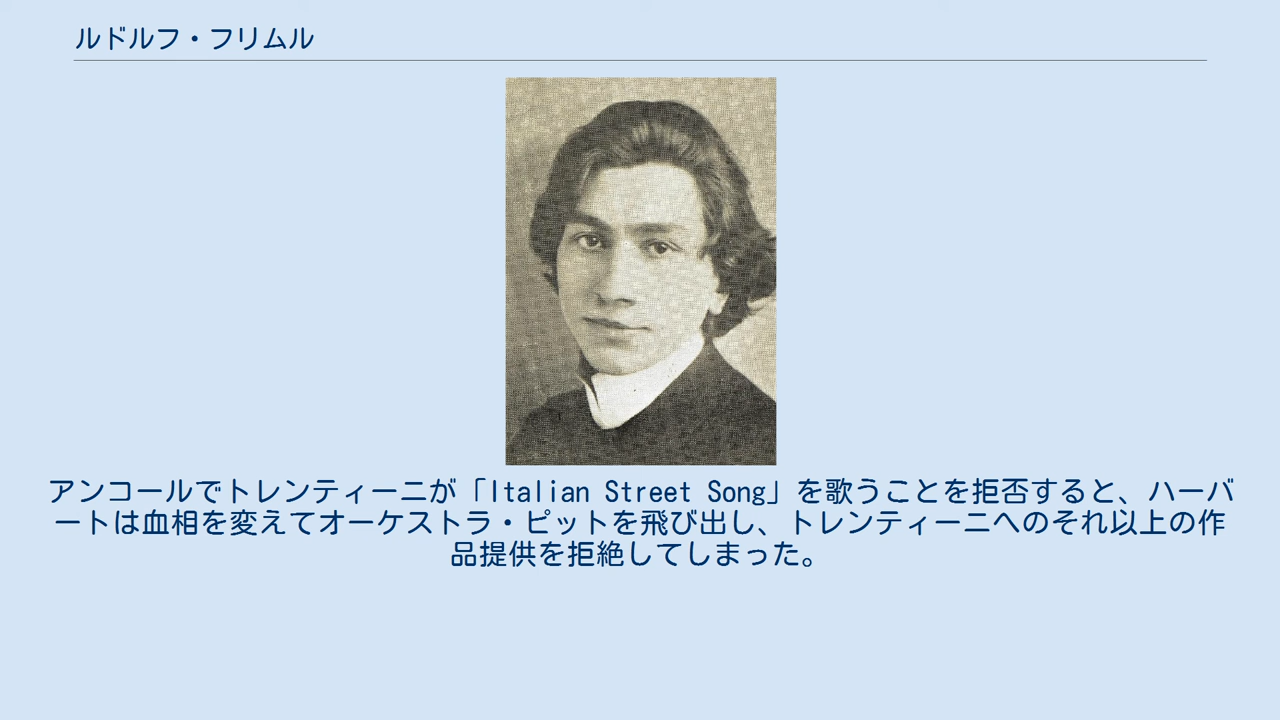 ルドルフ・フリムル
アンコールでトレンティーニが「Italian Street Song」を歌うことを拒否すると、ハーバ
ートは血相を変えてオーケストラ・ピットを飛び出し、トレンティーニへのそれ以上の作
品提供を拒絶してしまった。